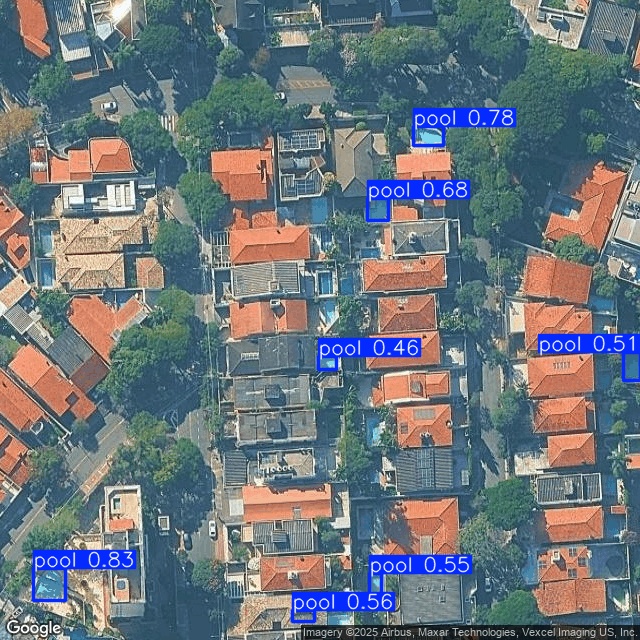 pool 0.78
pool 0.68
pool 0.51
pool 0.46
pool 0.83
pool 0.55
pool 0.56
Google
Imagery ©2025 Airbus, Maxar Technologies, Vexcel Imaging US, Inc